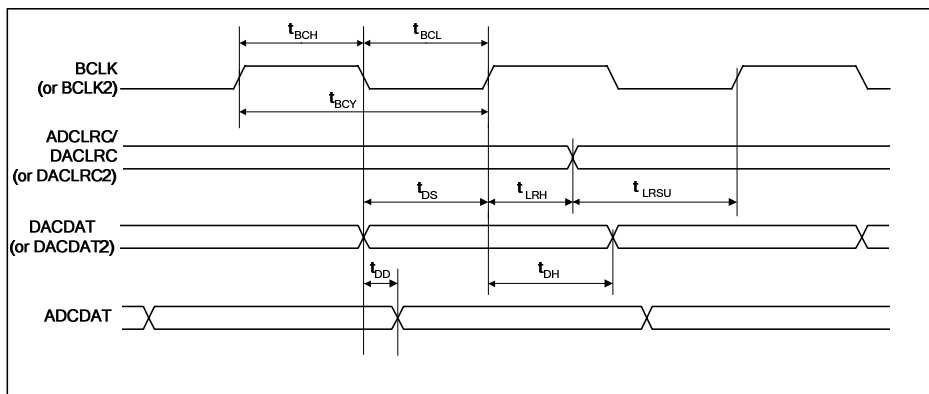 tBCH
tBCL
BCLK
(or BCLK2)
tBCY
ADCLRC/
DACLRC
(or DACLRC2)
tDS
tLRH
tLRSU
DACDAT
(or DACDAT2)
tDD
tDH
ADCDAT